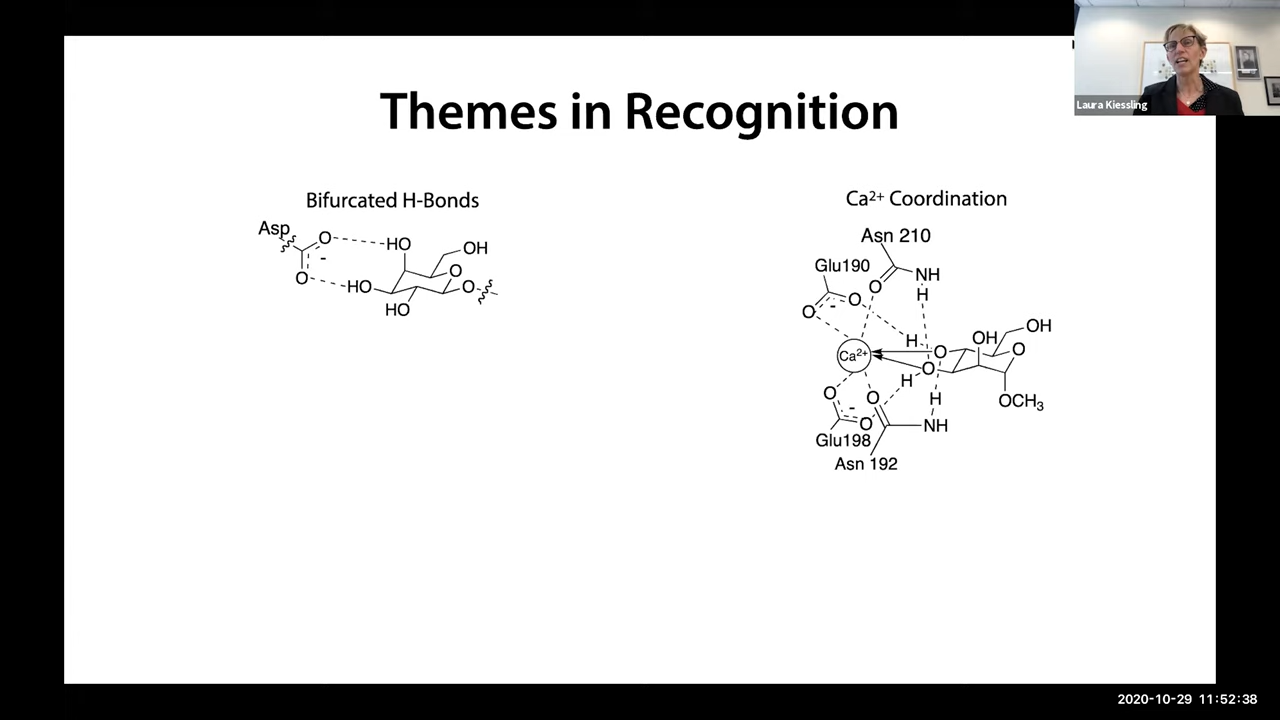 Laura Kiessling
Themes in Recognition
Bifurcated H-Bonds
Asp
O
-
O
HO
HO
HO
OH
O
O
Ca2+ Coordination
Asn 210
Glu190
O
NH
H
O
-
O
H
O
OH
OH
O
Ca2+
O
H
H
OCH3
O
-
O
O
NH
Glu198
Asn 192
2020-10-29 11:52:38